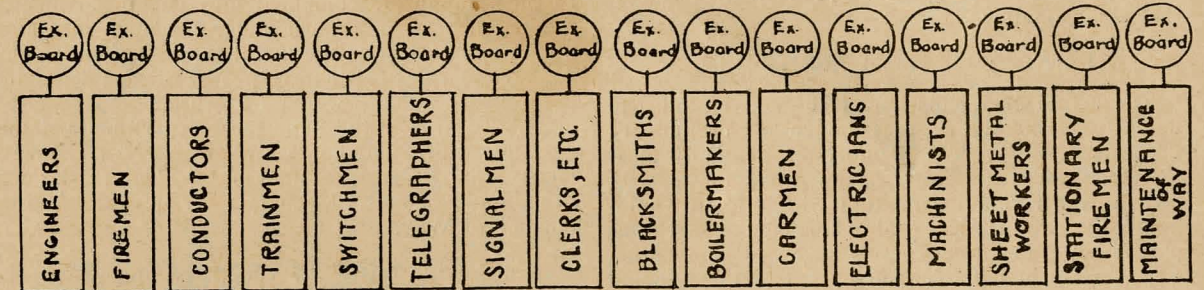 Ex.
Board
Ex.
Board
Ex.
Board
Ex.
Board
Ex.
Board
Ex.
Board
Ex.
Board
Ex.
Board
Ex.
Board
Ex.
Board
Ex.
Board
Ex.
Board
Ex.
Board
Ex.
Board
Ex.
Board
Ex.
Board
ENGINEERS
FIREMEN
CONDUCTORS
TRAINMEN
SWITCHMEN
TELEGRAPHERS
SIGNALMEN
CLERKS, ETC.
BLACKSMITHS
BOILERMAKERS
CARMEN
ELECTRICIANS
MACHINISTS
SHEET METAL
WORKERS
STATIONARY
FIREMEN
MAINTENANCE
OF
WAY